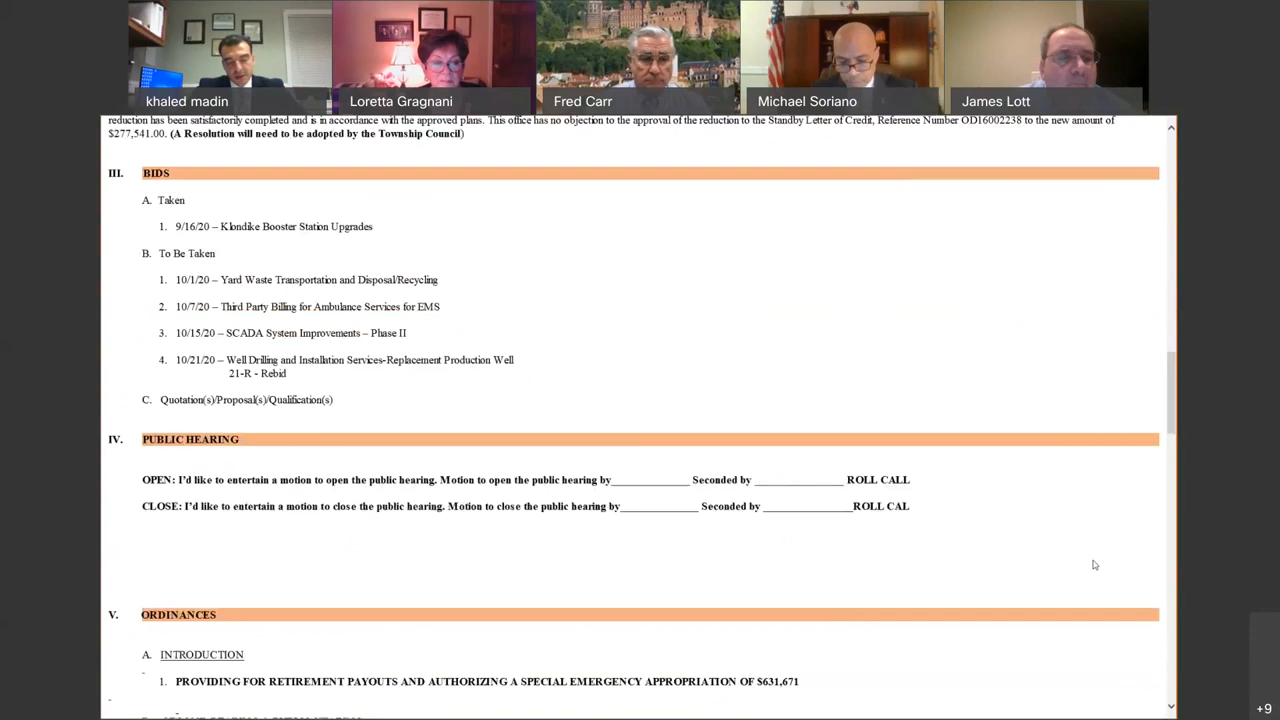 khaled madin
Loretta Gragnani
Fred Carr
Michael Soriano
James Lott
reduction has been satisfactorily completed and is in accordance with the approved plans. This office has no objection to the approval of the reduction to the Standby Letter of Credit, Reference Number OD16002238 to the new amount of
$277,541.00. (A Resolution will need to be adopted by the Township Council)
III. BIDS
A. Taken
1. 9/16/20 – Klondike Booster Station Upgrades
B. To Be Taken
1. 10/1/20 – Yard Waste Transportation and Disposal/Recycling
2. 10/7/20 – Third Party Billing for Ambulance Services for EMS
3. 10/15/20 – SCADA System Improvements – Phase II
4. 10/21/20 – Well Drilling and Installation Services-Replacement Production Well
21-R - Rebid
C. Quotation(s)/Proposal(s)/Qualification(s)
IV. PUBLIC HEARING
OPEN: I'd like to entertain a motion to open the public hearing. Motion to open the public hearing by______________ Seconded by ________________ ROLL CALL
CLOSE: I'd like to entertain a motion to close the public hearing. Motion to close the public hearing by______________ Seconded by ________________ROLL CAL
V. ORDINANCES
A. INTRODUCTION
1. PROVIDING FOR RETIREMENT PAYOUTS AND AUTHORIZING A SPECIAL EMERGENCY APPROPRIATION OF $631,671
+9